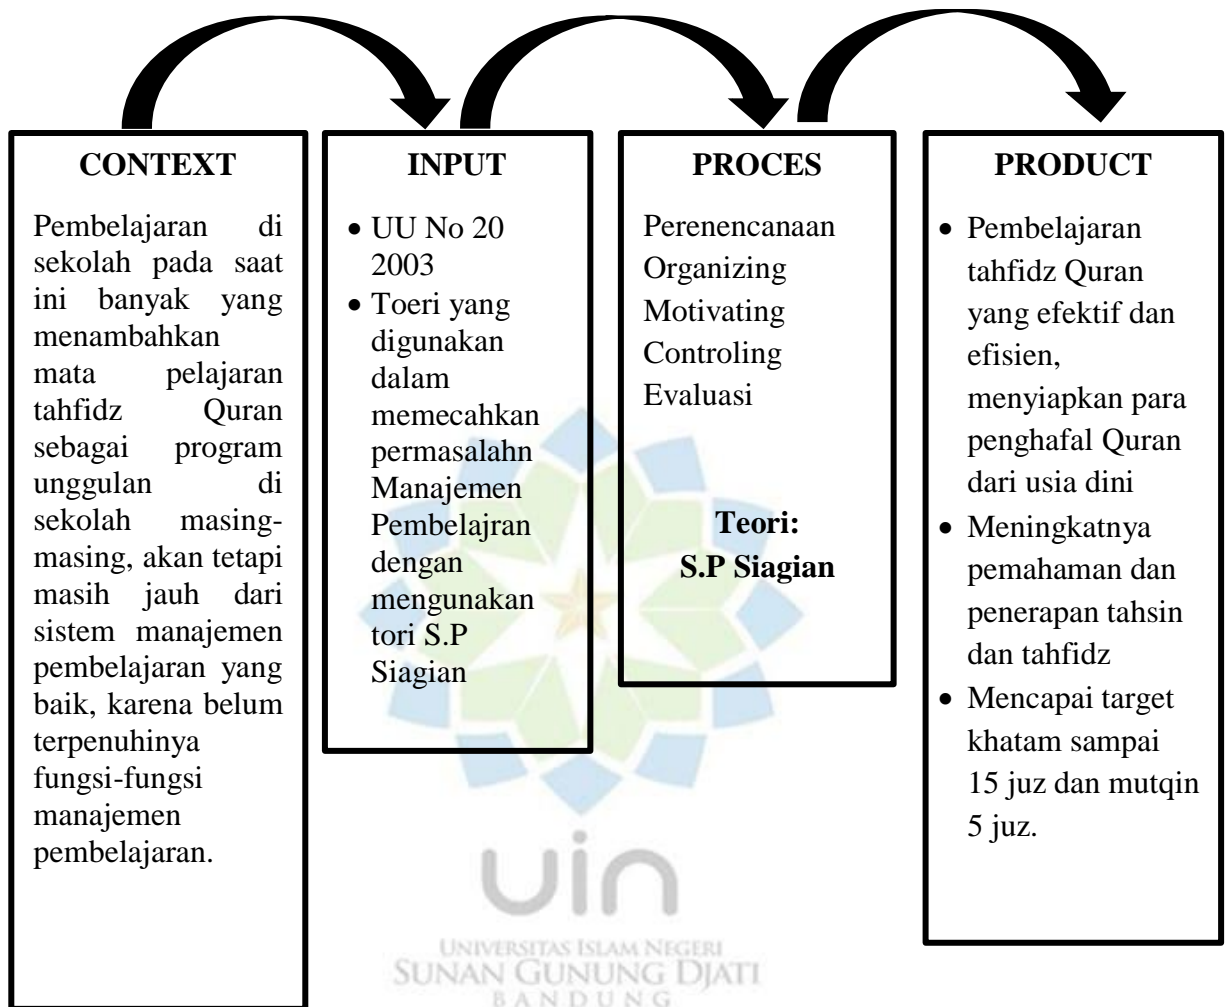 CONTEXT
Pembelajaran di
sekolah pada saat
ini banyak yang
menambahkan
mata pelajaran
tahfidz Quran
sebagai program
unggulan di
sekolah masing-
masing, akan tetapi
masih jauh dari
sistem manajemen
pembelajaran yang
baik, karena belum
terpenuhinya
fungsi-fungsi
manajemen
pembelajaran.
INPUT
• UU No 20
2003
• Toeri yang
digunakan
dalam
memecahkan
permasalahn
Manajemen
Pembelajran
dengan
mengunakan
tori S.P
Siagian
PROCES
Perenencanaan
Organizing
Motivating
Controling
Evaluasi
Teori:
S.P Siagian
PRODUCT
• Pembelajaran
tahfidz Quran
yang efektif dan
efisien,
menyiapkan para
penghafal Quran
dari usia dini
• Meningkatnya
pemahaman dan
penerapan tahsin
dan tahfidz
• Mencapai target
khatam sampai
15 juz dan mutqin
5 juz.
uin
UNIVERSITAS ISLAM NEGERI
SUNAN GUNUNG DJATI
BANDUNG